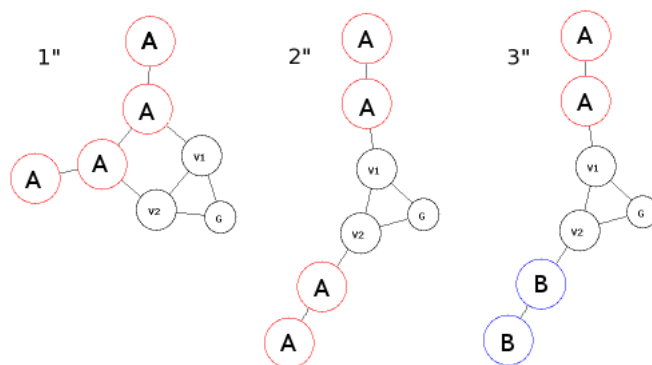 1" A 2" A 3" A
A A A
A A V1 V1 V1
V2 G V2 G V2 G
A B
A B